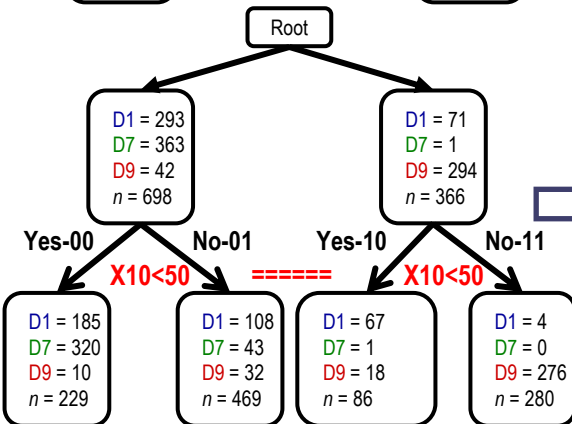 Root
D1 = 293
D7 = 363
D9 = 42
n = 698
D1 = 71
D7 = 1
D9 = 294
n = 366
Yes-00
No-01
Yes-10
No-11
X10<50
======
X10<50
D1 = 185
D7 = 320
D9 = 10
n = 229
D1 = 108
D7 = 43
D9 = 32
n = 469
D1 = 67
D7 = 1
D9 = 18
n = 86
D1 = 4
D7 = 0
D9 = 276
n = 280